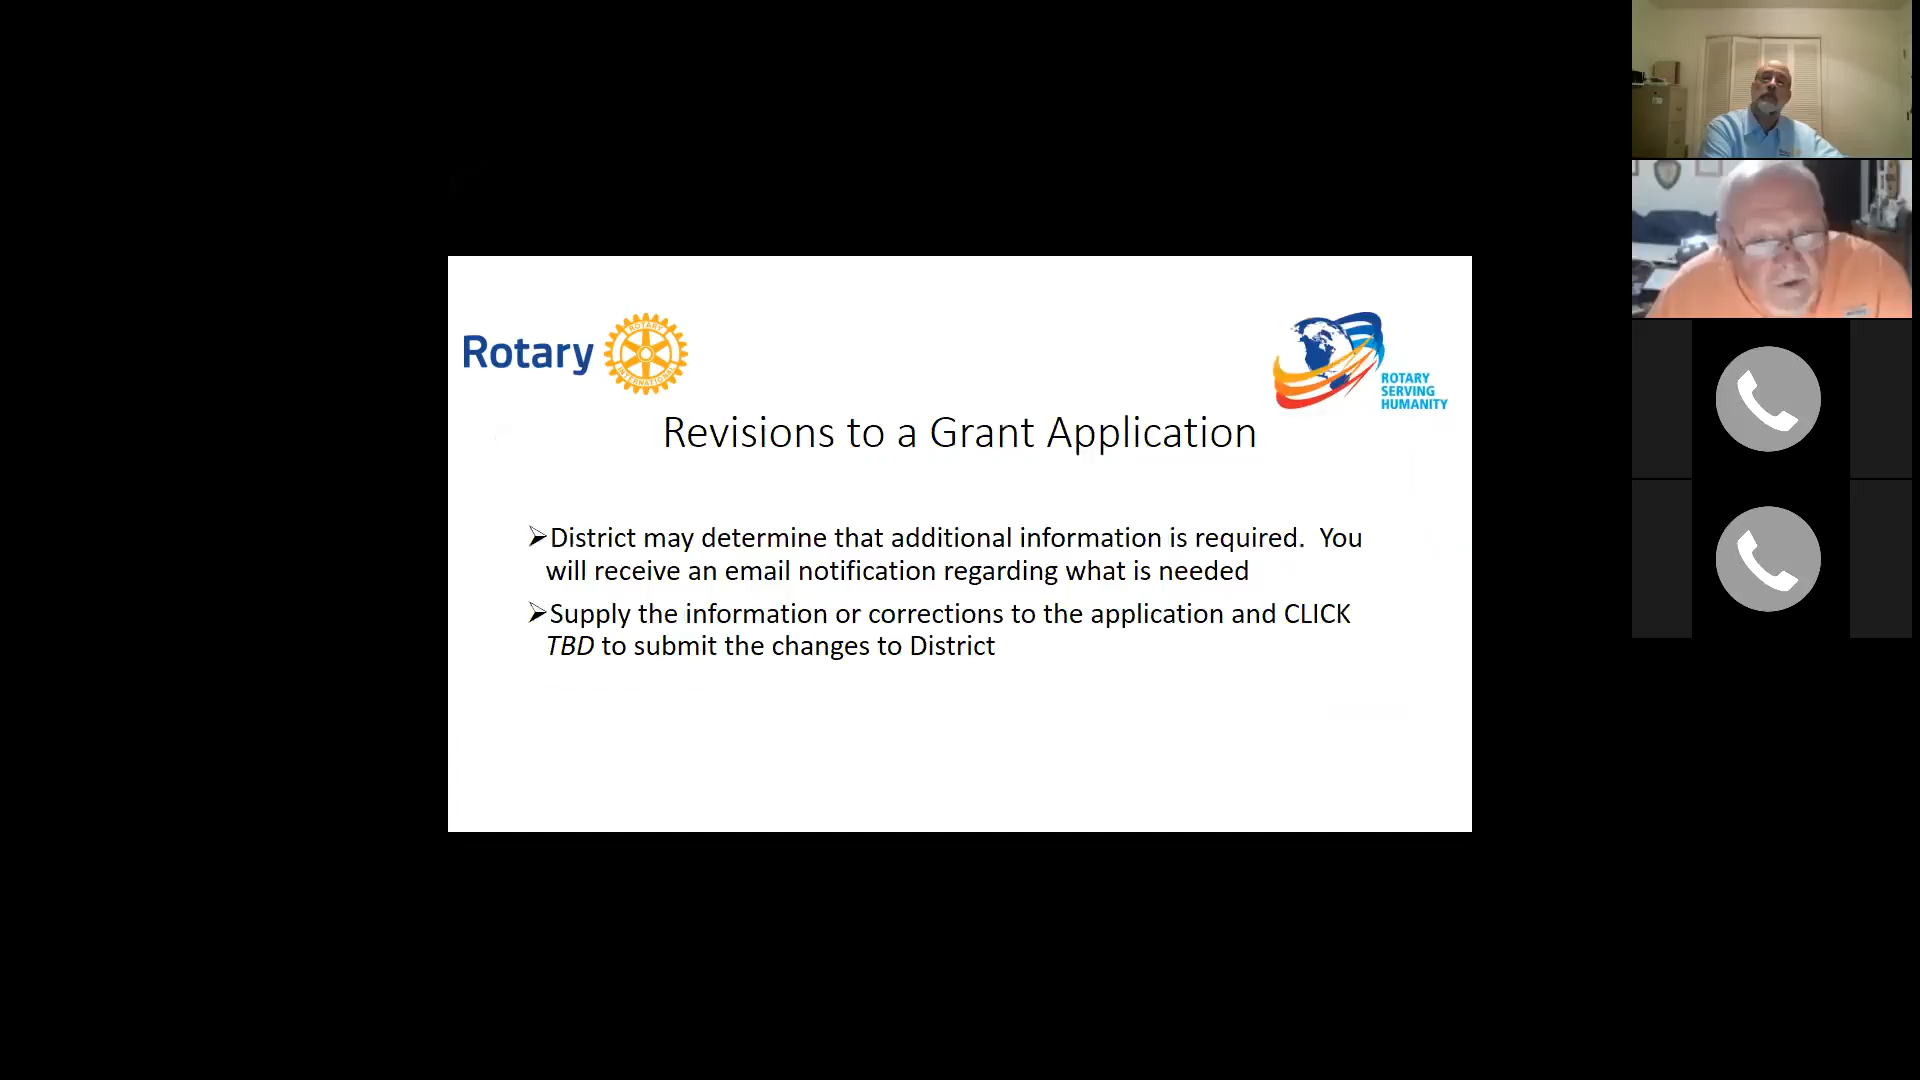 Rotary
ROTARY
INTERNATIONAL
ROTARY
SERVING
HUMANITY
Revisions to a Grant Application
➢District may determine that additional information is required.  You
will receive an email notification regarding what is needed
➢Supply the information or corrections to the application and CLICK
TBD to submit the changes to District